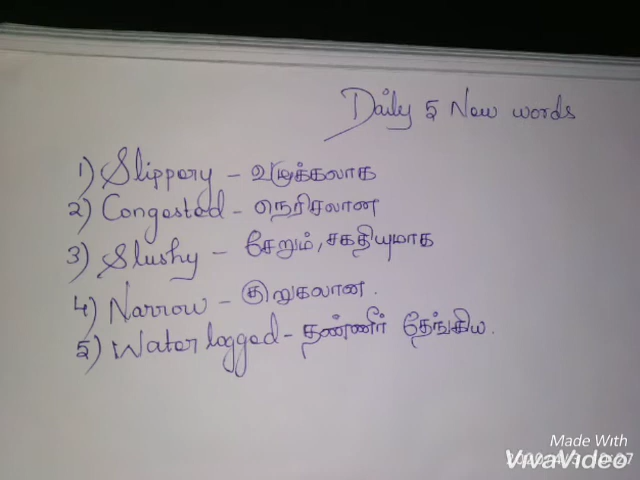 Daily 5 New words
1) Slippery - வழுக்கலாக
2) Congested - நெரிசலான
3) Slushy - சேறும், சகதியுமாக
4) Narrow - குறுகலான.
5) Water logged - தண்ணீர் தேங்கிய.
Made With
VivaVideo